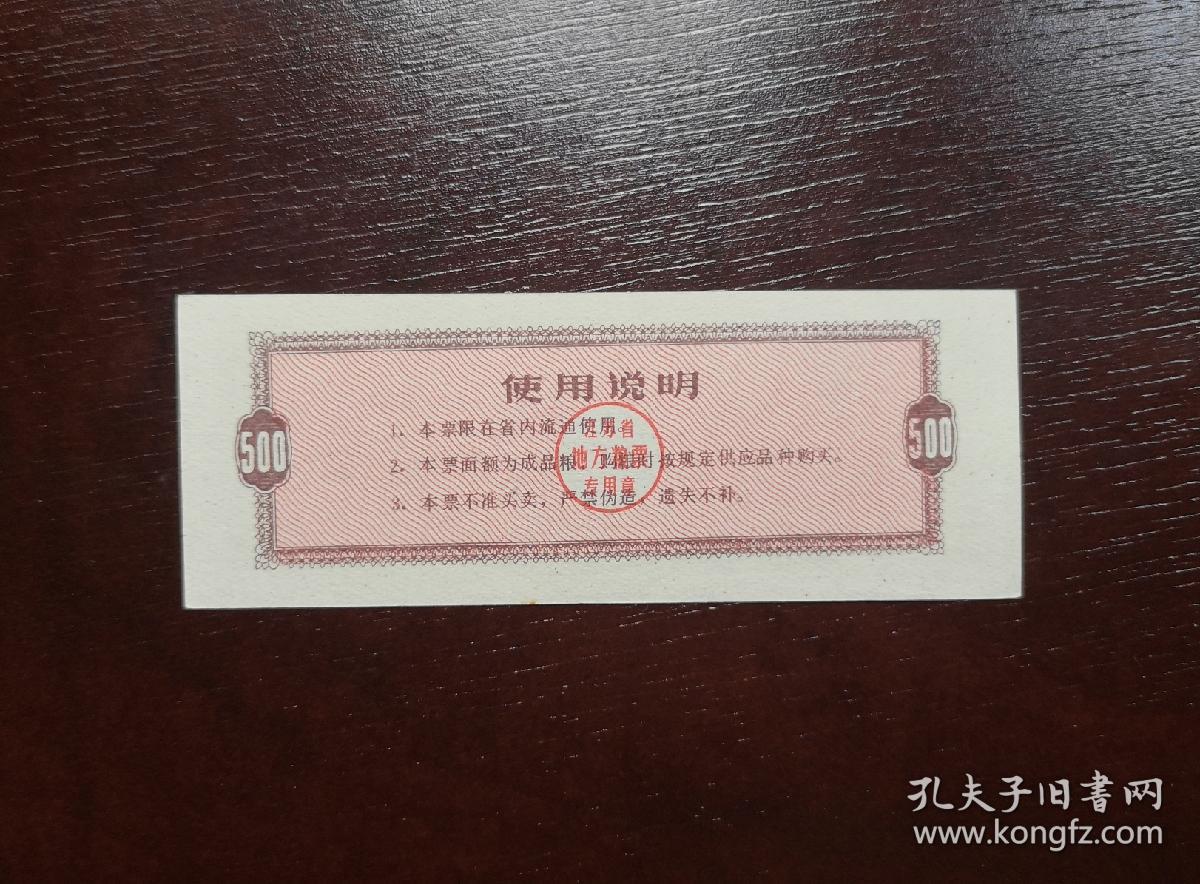 使用说明
500
1. 本票限在省内流通使用。
2. 本票面额为成品粮，购粮时按规定供应品种购买。
3. 本票不准买卖，严禁伪造，遗失不补。
500
省
地方粮票
专用章
孔夫子旧書网
www.kongfz.com